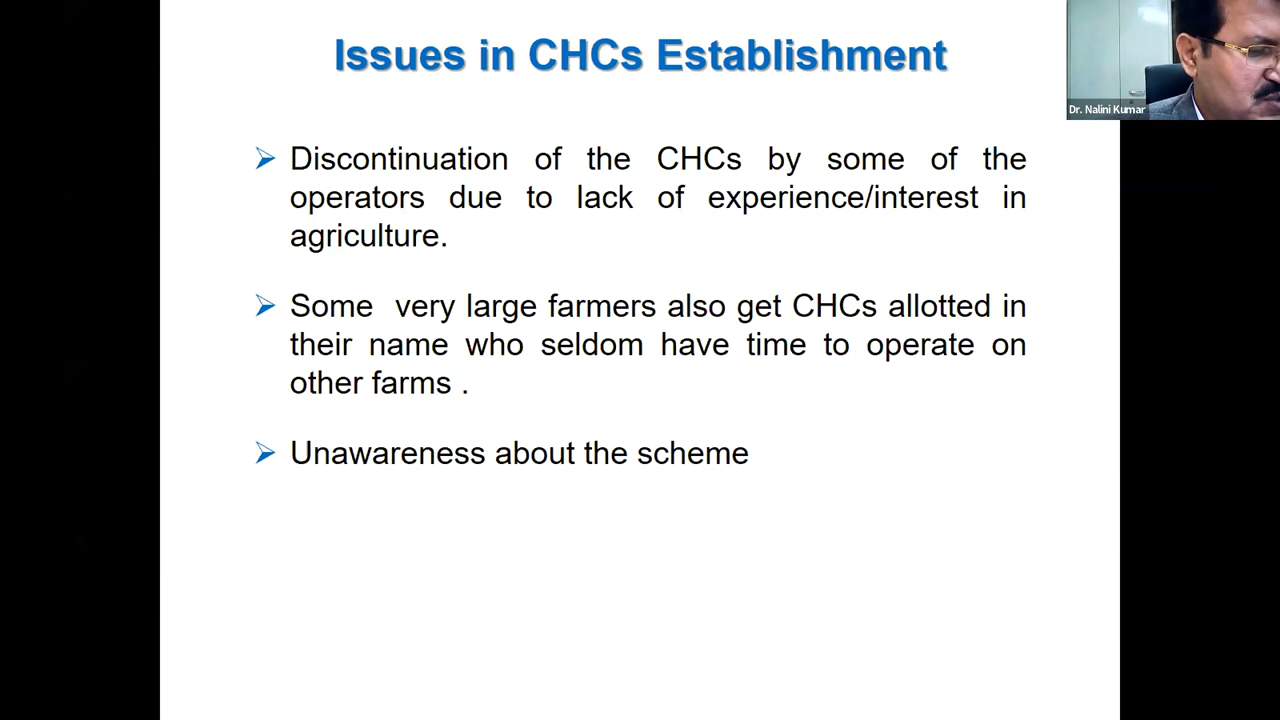 Issues in CHCs Establishment
Dr. Nalini Kumar
Discontinuation of the CHCs by some of the
operators due to lack of experience/interest in
agriculture.
Some very large farmers also get CHCs allotted in
their name who seldom have time to operate on
other farms .
Unawareness about the scheme